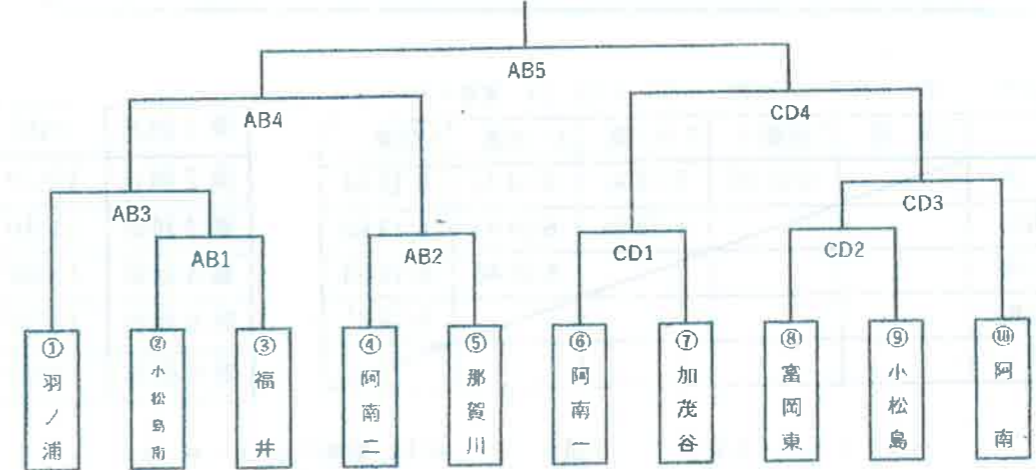 AB5
AB4
CD4
AB3
CD3
AB1
AB2
CD1
CD2
①羽ノ浦
②小松島南
③福井
④阿南二
⑤那賀川
⑥阿南一
⑦加茂谷
⑧富岡東
⑨小松島
⑩阿南